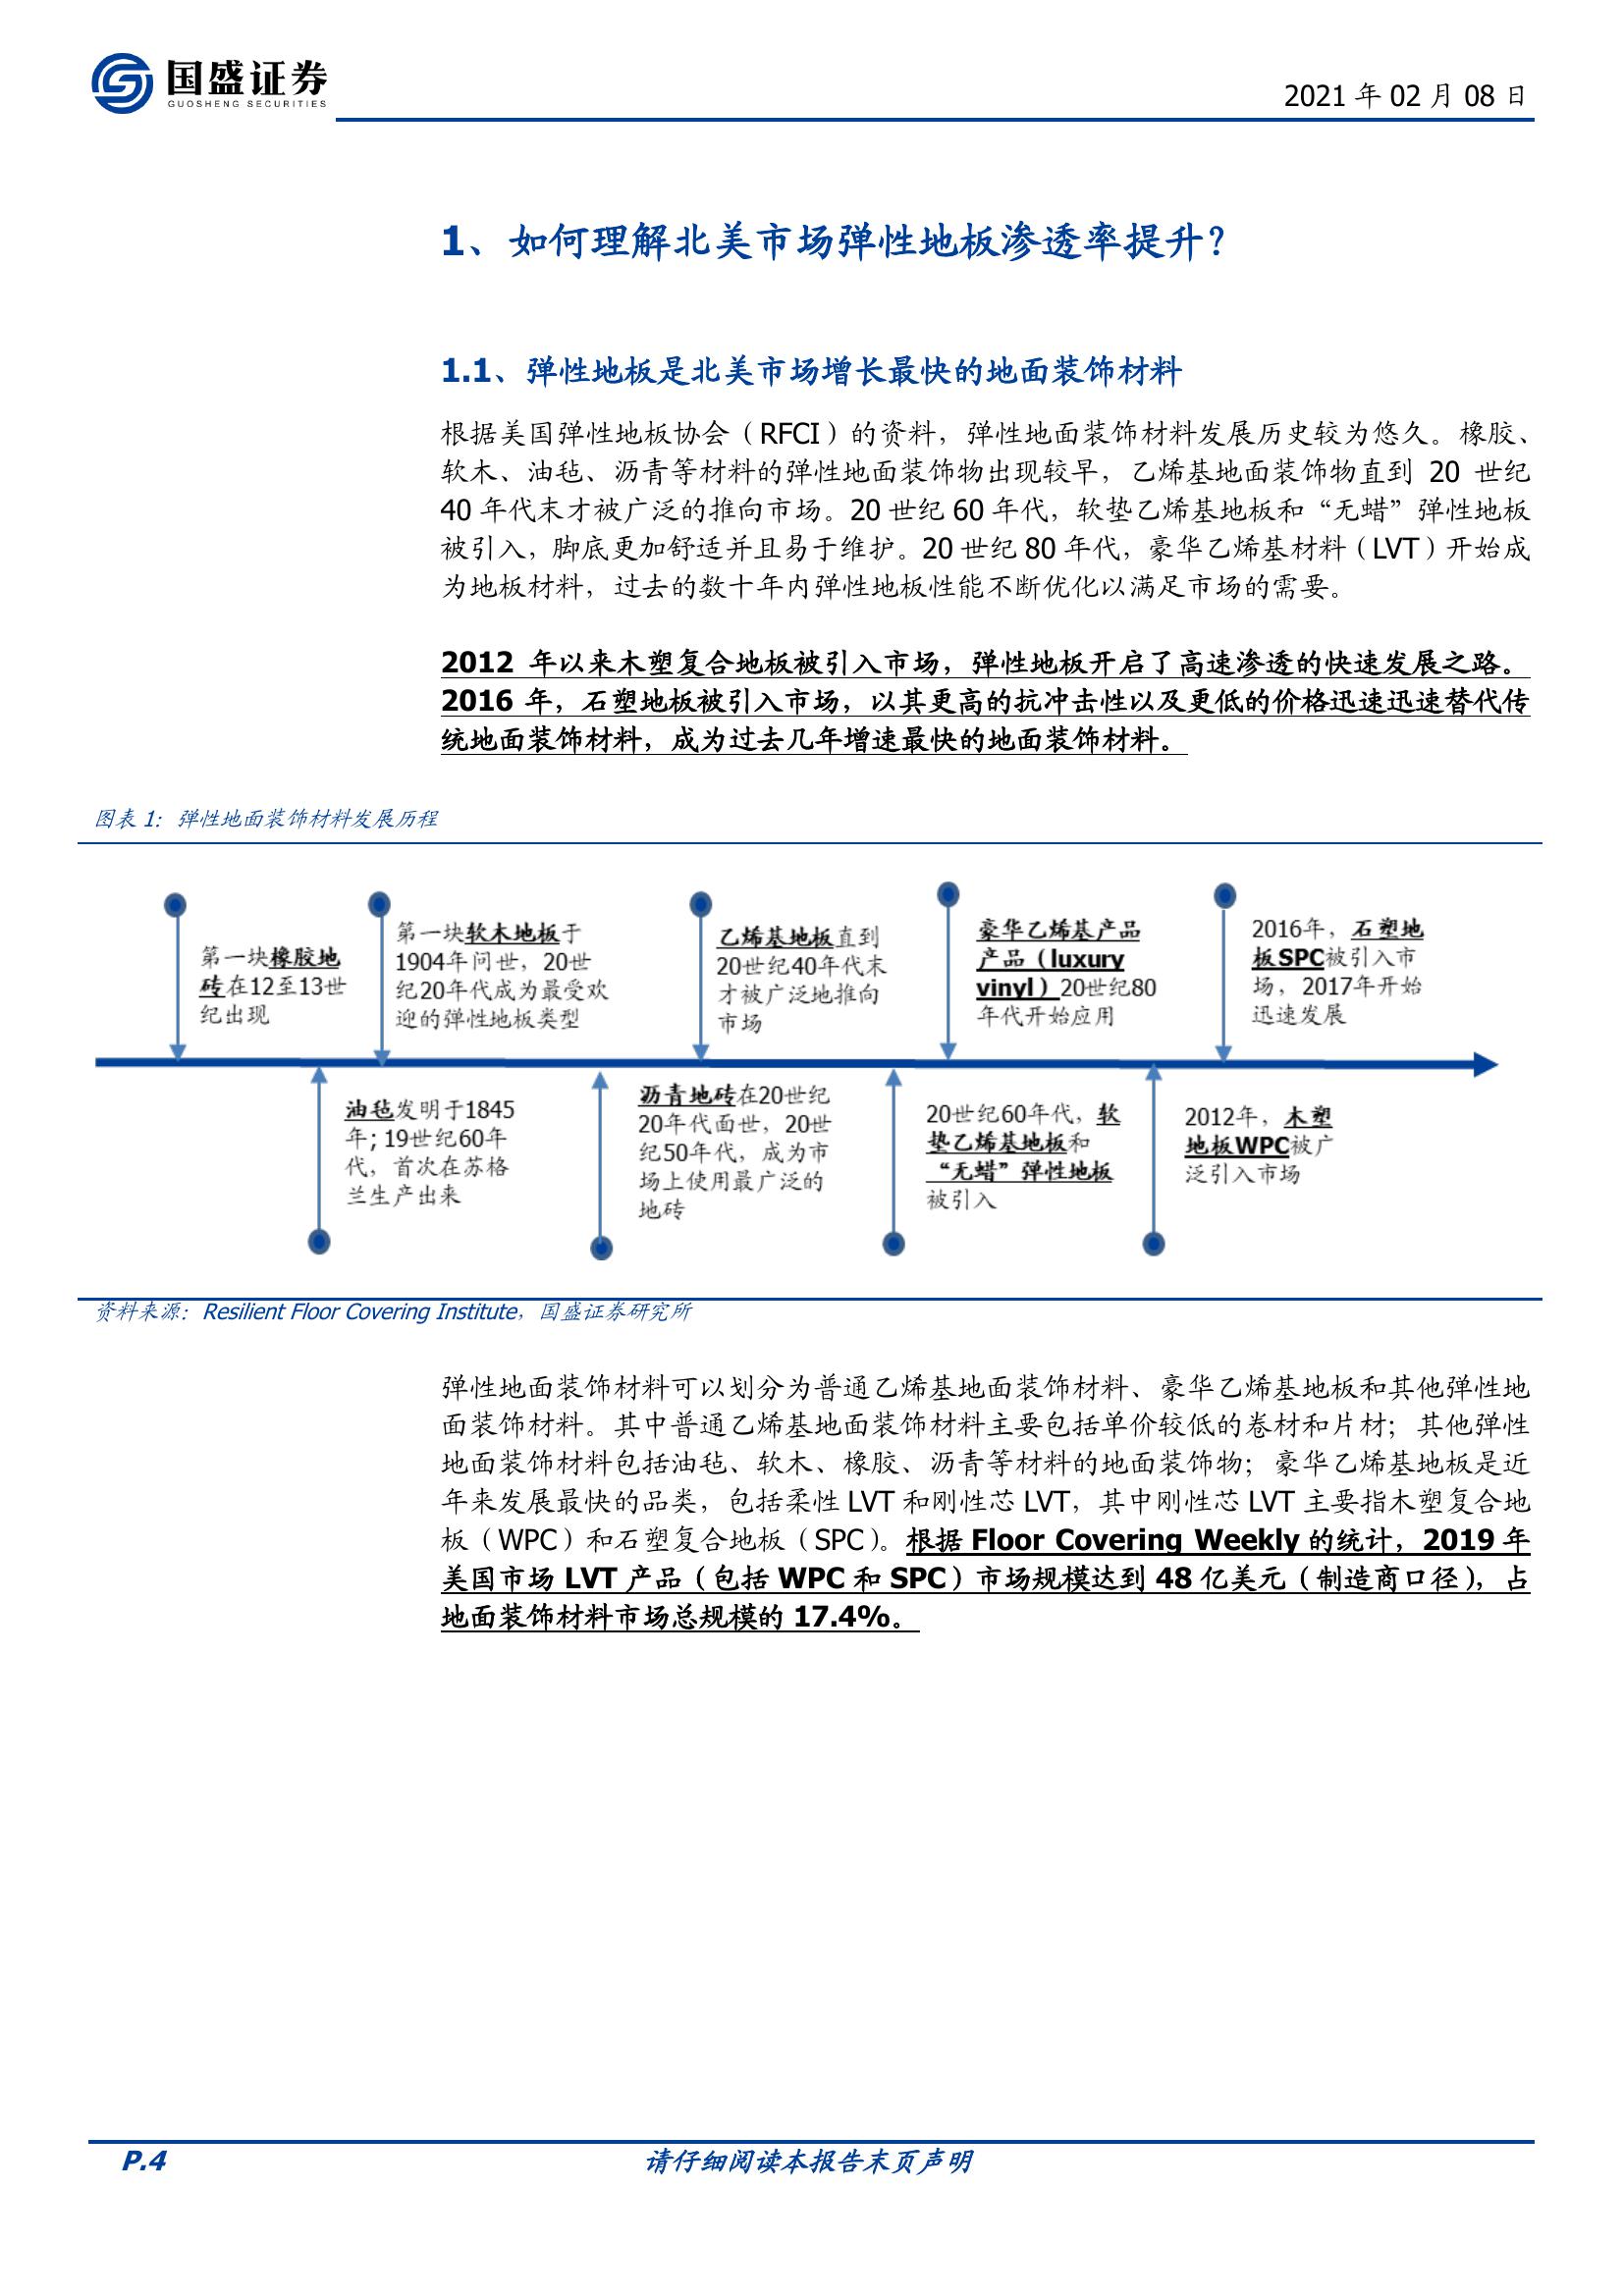 国盛证券
GUOSHENG SECURITIES
2021 年 02 月 08 日
1、如何理解北美市场弹性地板渗透率提升？
1.1、弹性地板是北美市场增长最快的地面装饰材料
根据美国弹性地板协会（RFCI）的资料，弹性地面装饰材料发展历史较为悠久。橡胶、
软木、油毡、沥青等材料的弹性地面装饰物出现较早，乙烯基地面装饰物直到 20 世纪
40 年代末才被广泛的推向市场。20 世纪 60 年代，软垫乙烯基地板和“无蜡”弹性地板
被引入，脚底更加舒适并且易于维护。20 世纪 80 年代，豪华乙烯基材料（LVT）开始成
为地板材料，过去的数十年内弹性地板性能不断优化以满足市场的需要。
2012 年以来木塑复合地板被引入市场，弹性地板开启了高速渗透的快速发展之路。
2016 年，石塑地板被引入市场，以其更高的抗冲击性以及更低的价格迅速迅速替代传
统地面装饰材料，成为过去几年增速最快的地面装饰材料。
图表 1：弹性地面装饰材料发展历程
第一块橡胶地
砖在12至13世
纪出现
第一块软木地板于
1904年问世，20世
纪20年代成为最受欢
迎的弹性地板类型
乙烯基地板直到
20世纪40年代末
才被广泛地推向
市场
豪华乙烯基产品
产品（luxury
vinyl）20世纪80
年代开始应用
2016年，石塑地
板SPC被引入市
场，2017年开始
迅速发展
油毡发明于1845
年；19世纪60年
代，首次在苏格
兰生产出来
沥青地砖在20世纪
20年代面世，20世
纪50年代，成为市
场上使用最广泛的
地砖
20世纪60年代，软
垫乙烯基地板和
“无蜡”弹性地板
被引入
2012年，木塑
地板WPC被广
泛引入市场
资料来源：Resilient Floor Covering Institute，国盛证券研究所
弹性地面装饰材料可以划分为普通乙烯基地面装饰材料、豪华乙烯基地板和其他弹性地
面装饰材料。其中普通乙烯基地面装饰材料主要包括单价较低的卷材和片材；其他弹性
地面装饰材料包括油毡、软木、橡胶、沥青等材料的地面装饰物；豪华乙烯基地板是近
年来发展最快的品类，包括柔性 LVT 和刚性芯 LVT，其中刚性芯 LVT 主要指木塑复合地
板（WPC）和石塑复合地板（SPC）。根据 Floor Covering Weekly 的统计，2019 年
美国市场 LVT 产品（包括 WPC 和 SPC）市场规模达到 48 亿美元（制造商口径），占
地面装饰材料市场总规模的 17.4%。
P.4
请仔细阅读本报告末页声明